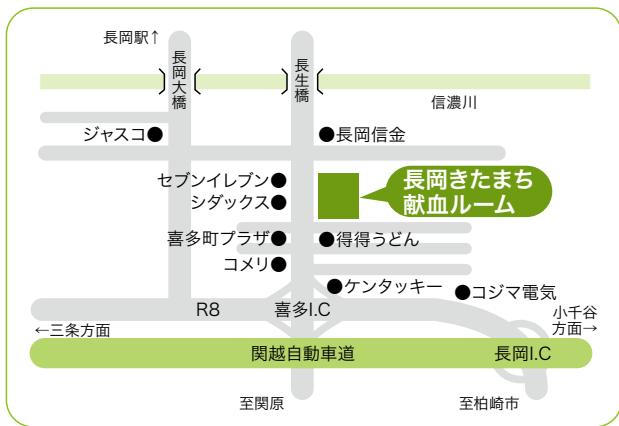 長岡駅↑
長岡大橋
長生橋
信濃川
ジャスコ
長岡信金
セブンイレブン
シダックス
長岡きたまち
献血ルーム
喜多町プラザ
得得うどん
コメリ
ケンタッキー
コジマ電気
R8
喜多I.C
小千谷
方面→
←三条方面
関越自動車道
長岡I.C
至関原
至柏崎市